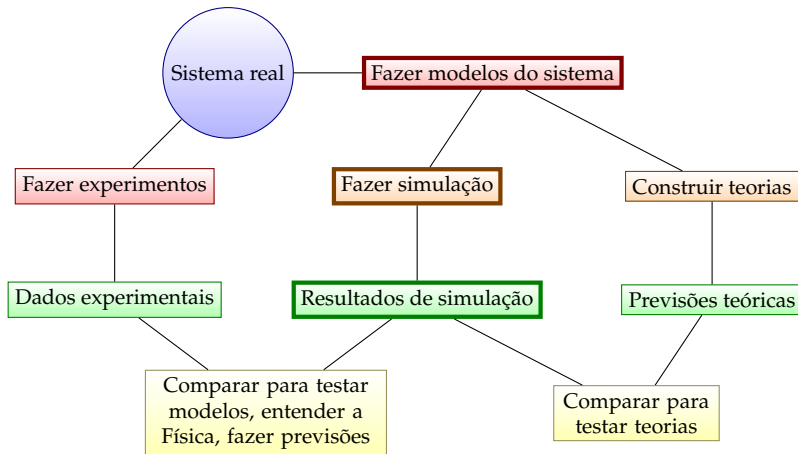 Sistema real
Fazer modelos do sistema
Fazer experimentos
Fazer simulação
Construir teorias
Dados experimentais
Resultados de simulação
Previsões teóricas
Comparar para testar
modelos, entender a
Física, fazer previsões
Comparar para
testar teorias